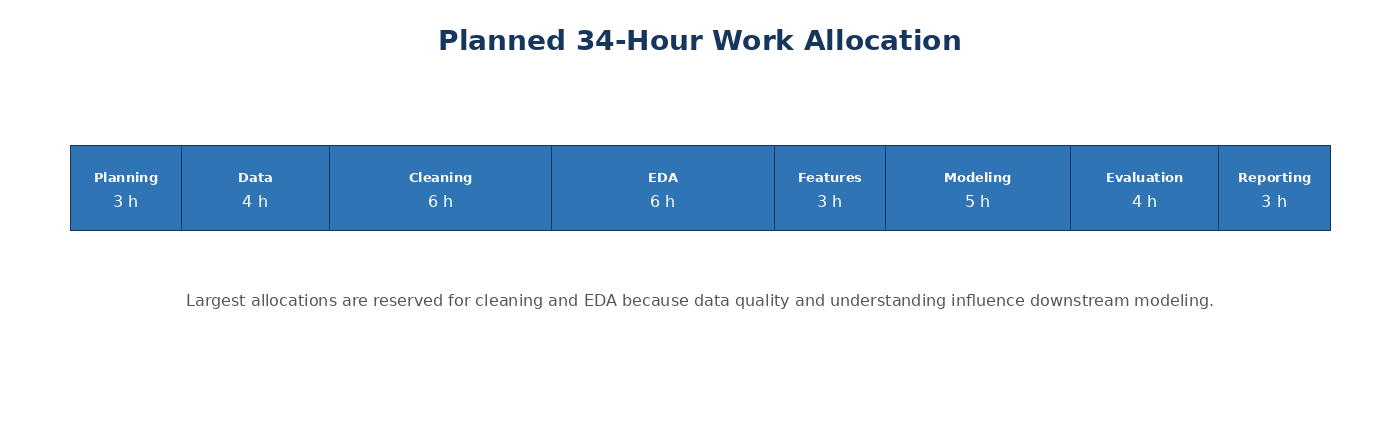 Planned 34-Hour Work Allocation
Planning Data Cleaning EDA Features Modeling Evaluation Reporting
3 h 4 h 6 h 6 h 3 h 5 h 4 h 3 h
Largest allocations are reserved for cleaning and EDA because data quality and understanding influence downstream modeling.